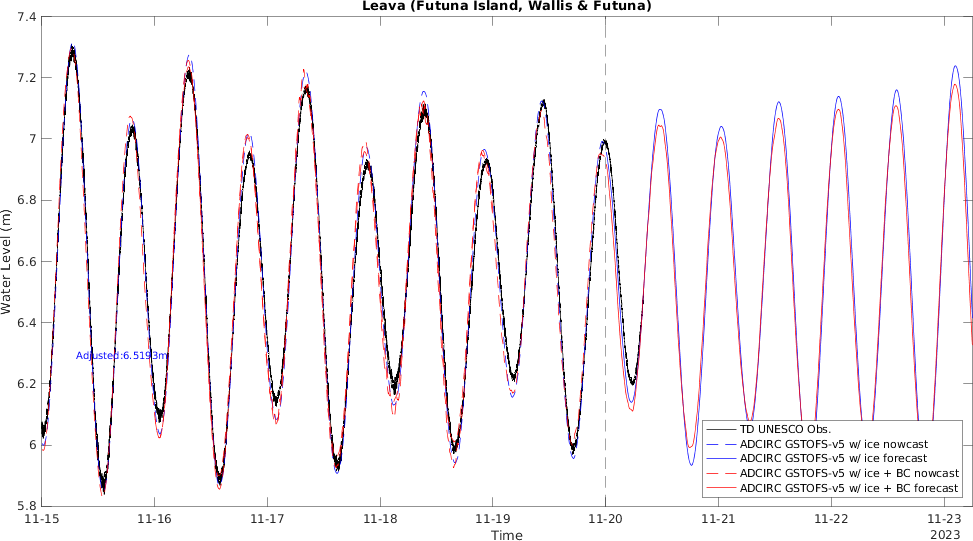 Leava (Futuna Island, Wallis & Futuna)
7.4
7.2
7
6.8
6.6
6.4
6.2
6
5.8
Water Level (m)
Adjusted:6.5193m
TD UNESCO Obs.
ADCIRC GSTOFS-v5 w/ ice nowcast
ADCIRC GSTOFS-v5 w/ ice forecast
ADCIRC GSTOFS-v5 w/ ice + BC nowcast
ADCIRC GSTOFS-v5 w/ ice + BC forecast
11-15 11-16 11-17 11-18 11-19 11-20 11-21 11-22 11-23
Time
2023